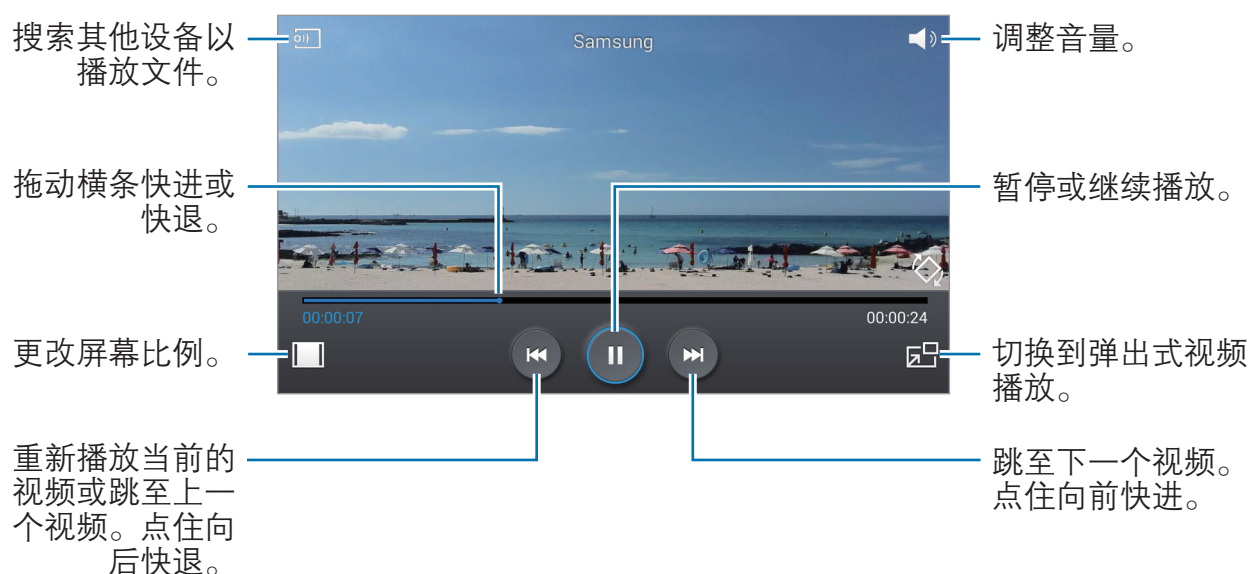 搜索其他设备以
播放文件。
Samsung
调整音量。
拖动横条快进或
快退。
暂停或继续播放。
00:00:07
00:00:24
更改屏幕比例。
切换到弹出式视频
播放。
重新播放当前的
视频或跳至上一
个视频。点住向
后快退。
跳至下一个视频。
点住向前快进。